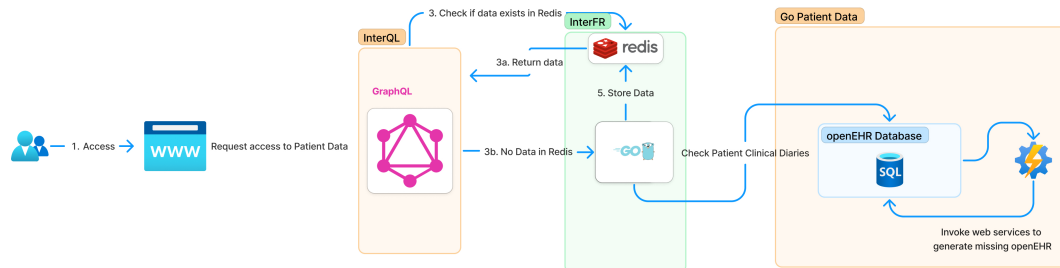 3. Check if data exists in Redis
InterFR
Go Patient Data
InterQL
redis
3a. Return data
GraphQL
5. Store Data
openEHR Database
1. Access
WWW
Request access to Patient Data
3b. No Data in Redis
GO
Check Patient Clinical Diaries
SQL
Invoke web services to
generate missing openEHR